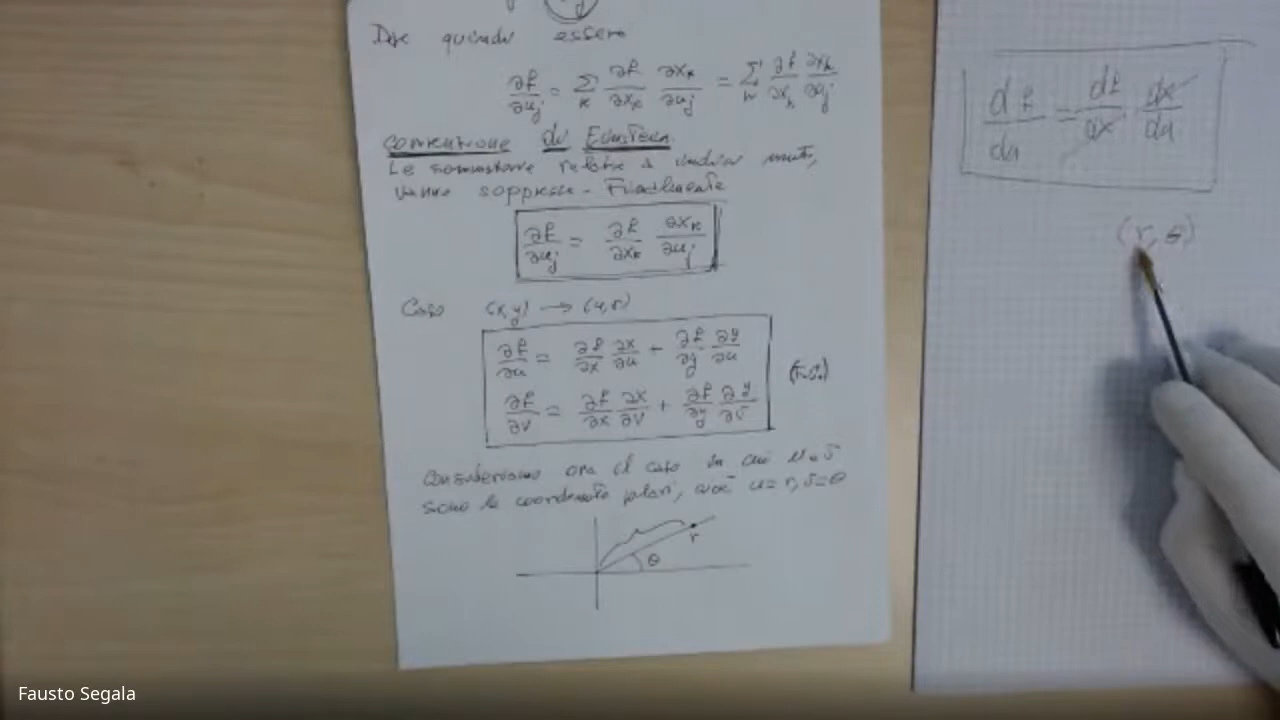 Deve quindi essere
∂f/∂uj = Σk ∂f/∂xk ∂xk/∂uj = Σk ∂f/∂xk ∂xk/∂uj
Convenzione di Einstein
Le sommatorie relative a indici muti,
vanno soppresse - Finalmente
∂f/∂uj = ∂f/∂xk ∂xk/∂uj
Caso (x,y) → (u,v)
∂f/∂u = ∂f/∂x ∂x/∂u + ∂f/∂y ∂y/∂u
∂f/∂v = ∂f/∂x ∂x/∂v + ∂f/∂y ∂y/∂v
Consideriamo ora il caso in cui u e v
sono le coordinate polari, cioè u=r, v=θ
r
θ
df/du = df/dx dx/du
(r, θ)
Fausto Segala